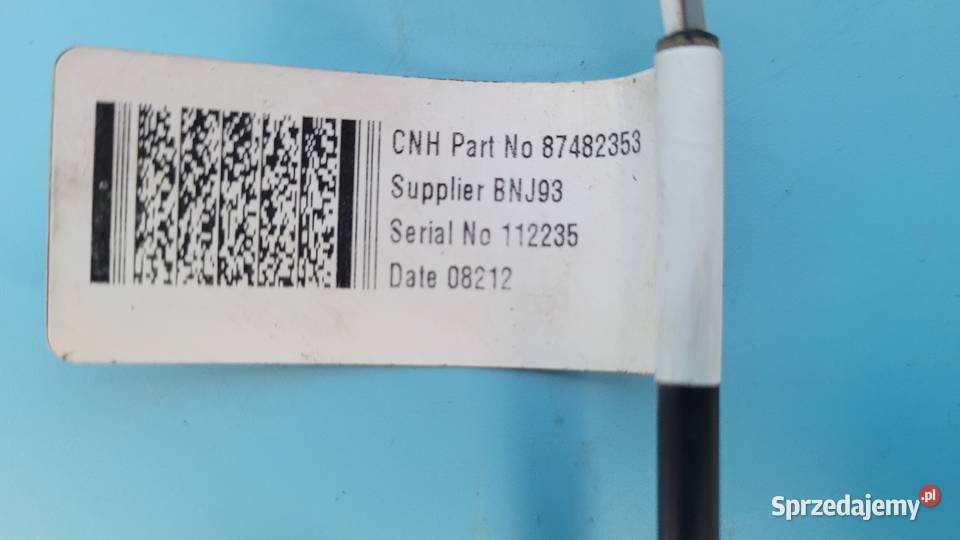 CNH Part No 87482353
Supplier BNJ93
Serial No 112235
Date 08212
Sprzedajemy.pl